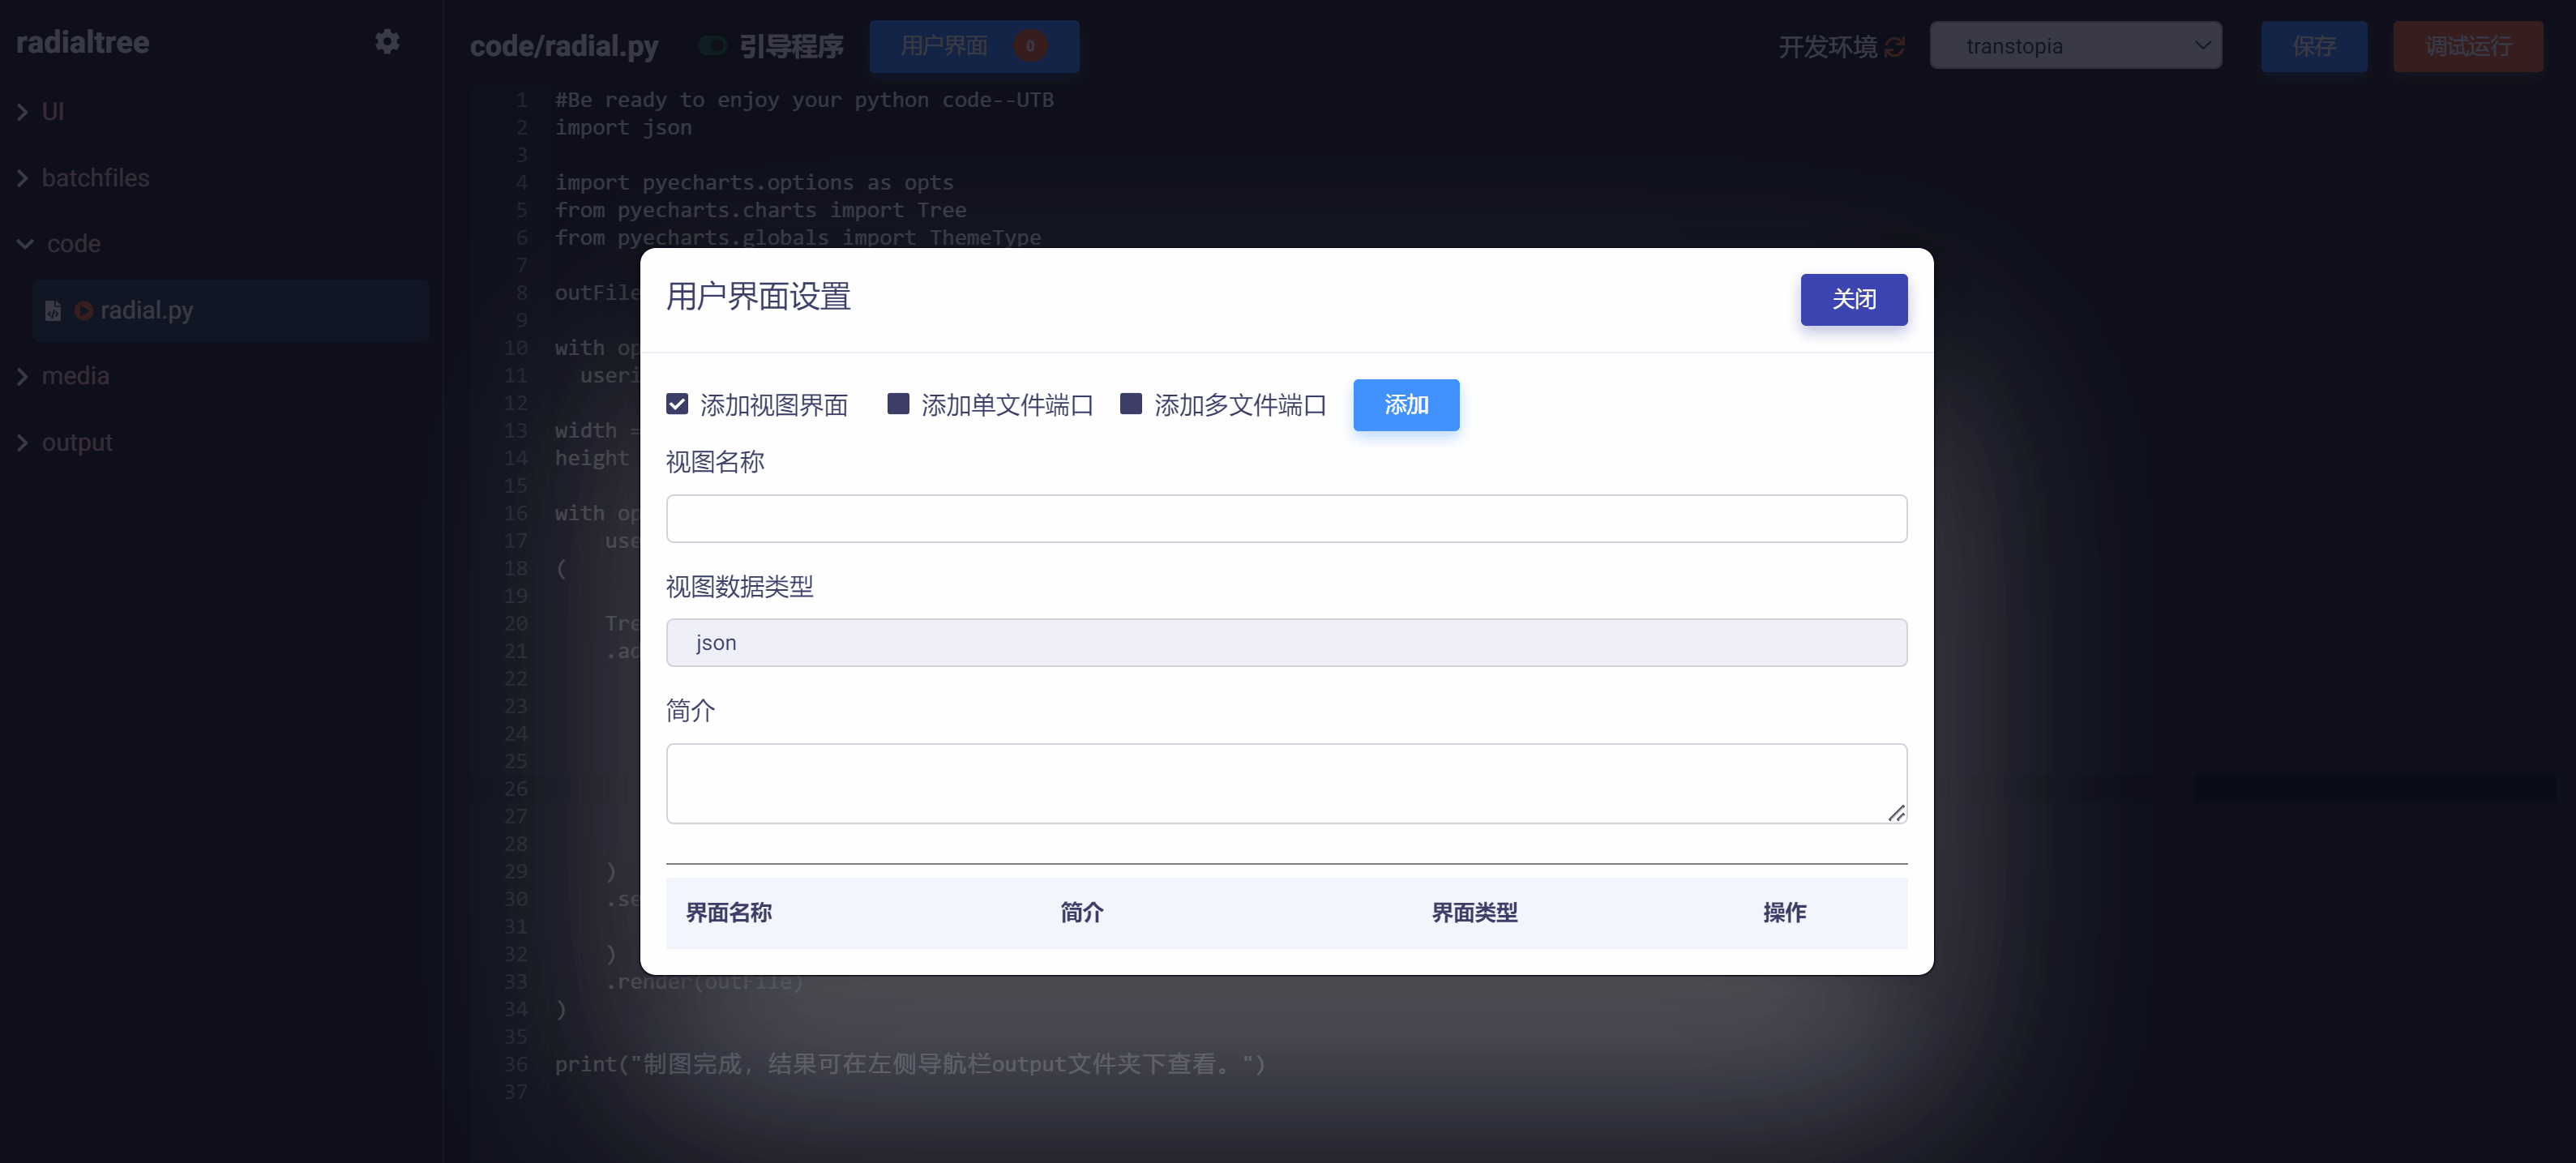 radialtree
UI
batchfiles
code
radial.py
media
output
code/radial.py 引导程序 用户界面 0 开发环境 transtopia 保存 调试运行
1 #Be ready to enjoy your python code--UTB
2 import json
3
4 import pyecharts.options as opts
5 from pyecharts.charts import Tree
6 from pyecharts.globals import ThemeType
7
8 outFile
9
10 with op
11 useri
12
13 width =
14 height
15
16 with op
17 use
18 (
19
20 Tre
21 .ad
22
23
24
25
26
27
28
29 )
30 .se
31
32 )
33 .render(outFile)
34 )
35
36 print("制图完成，结果可在左侧导航栏output文件夹下查看。")
37
用户界面设置 关闭
添加视图界面 添加单文件端口 添加多文件端口 添加
视图名称
视图数据类型
json
简介
界面名称 简介 界面类型 操作